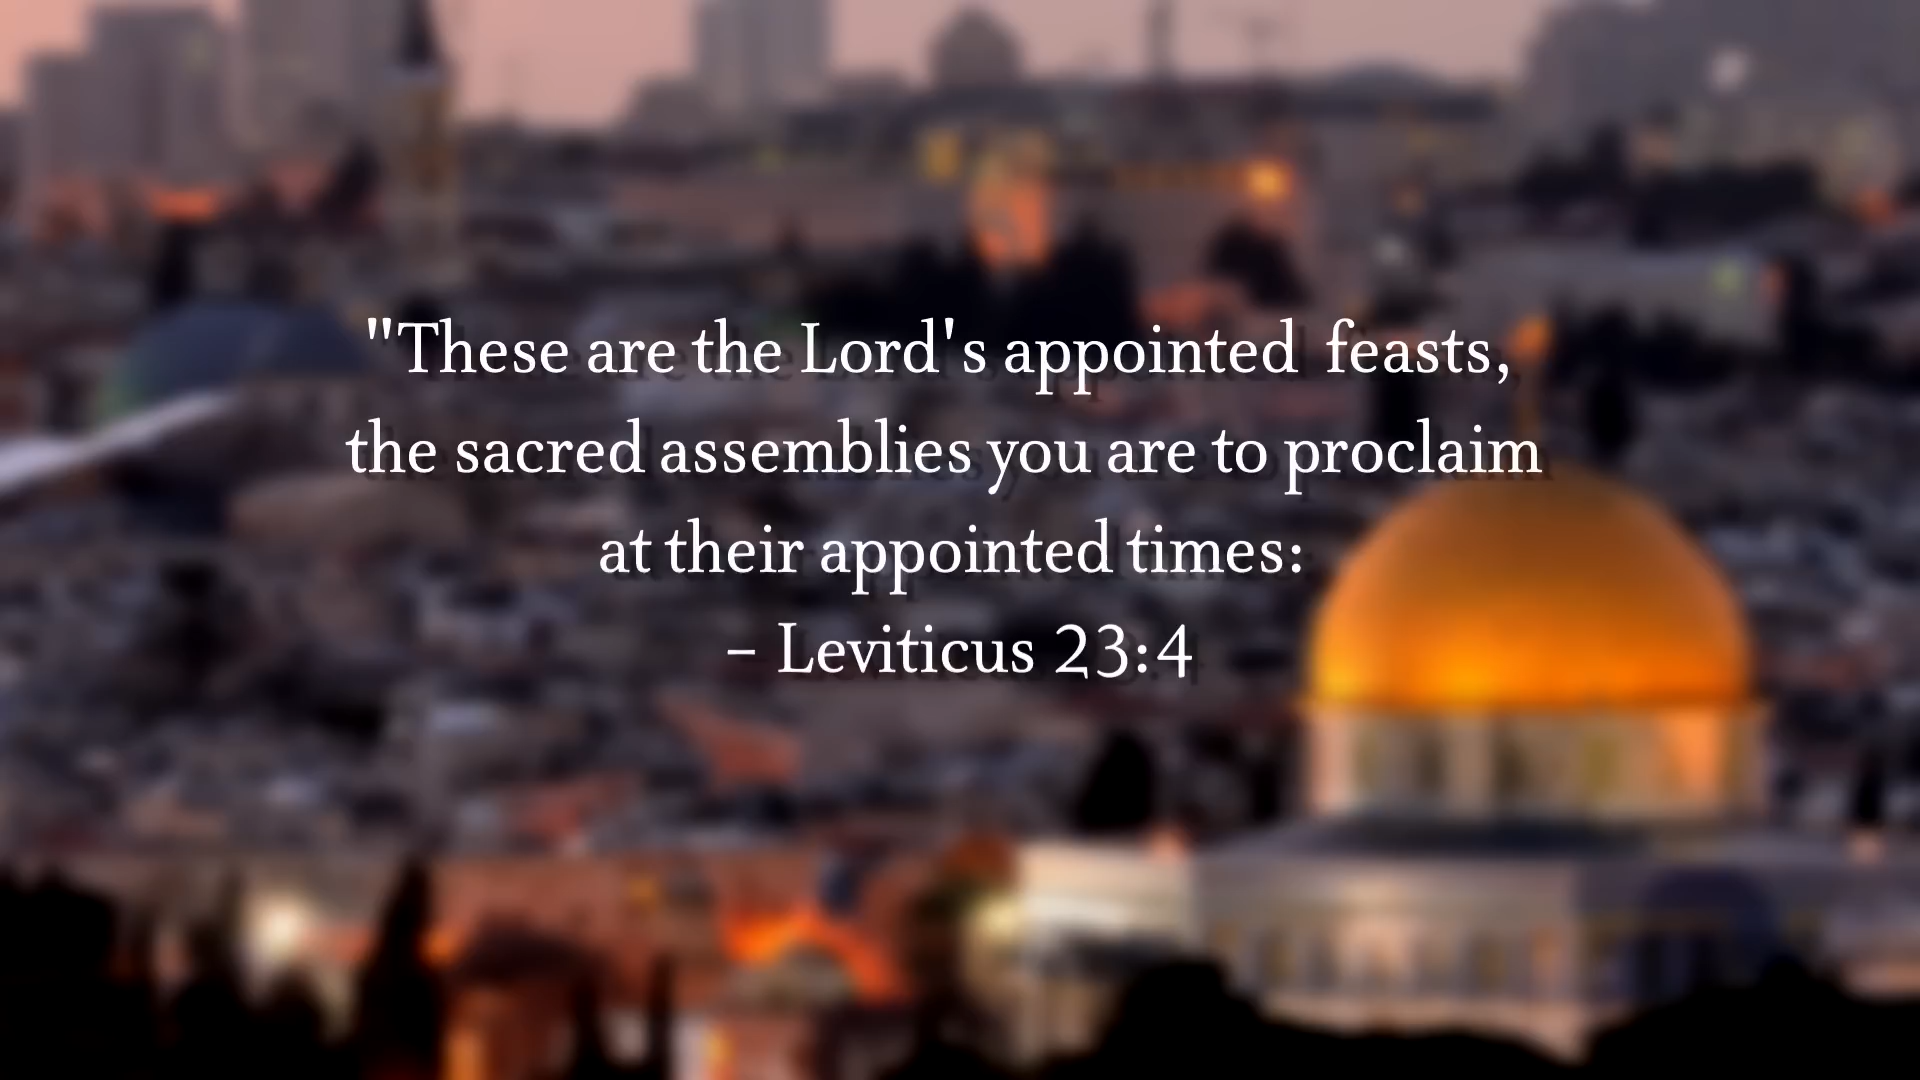 "These are the Lord's appointed  feasts,
the sacred assemblies you are to proclaim
at their appointed times:
– Leviticus 23:4